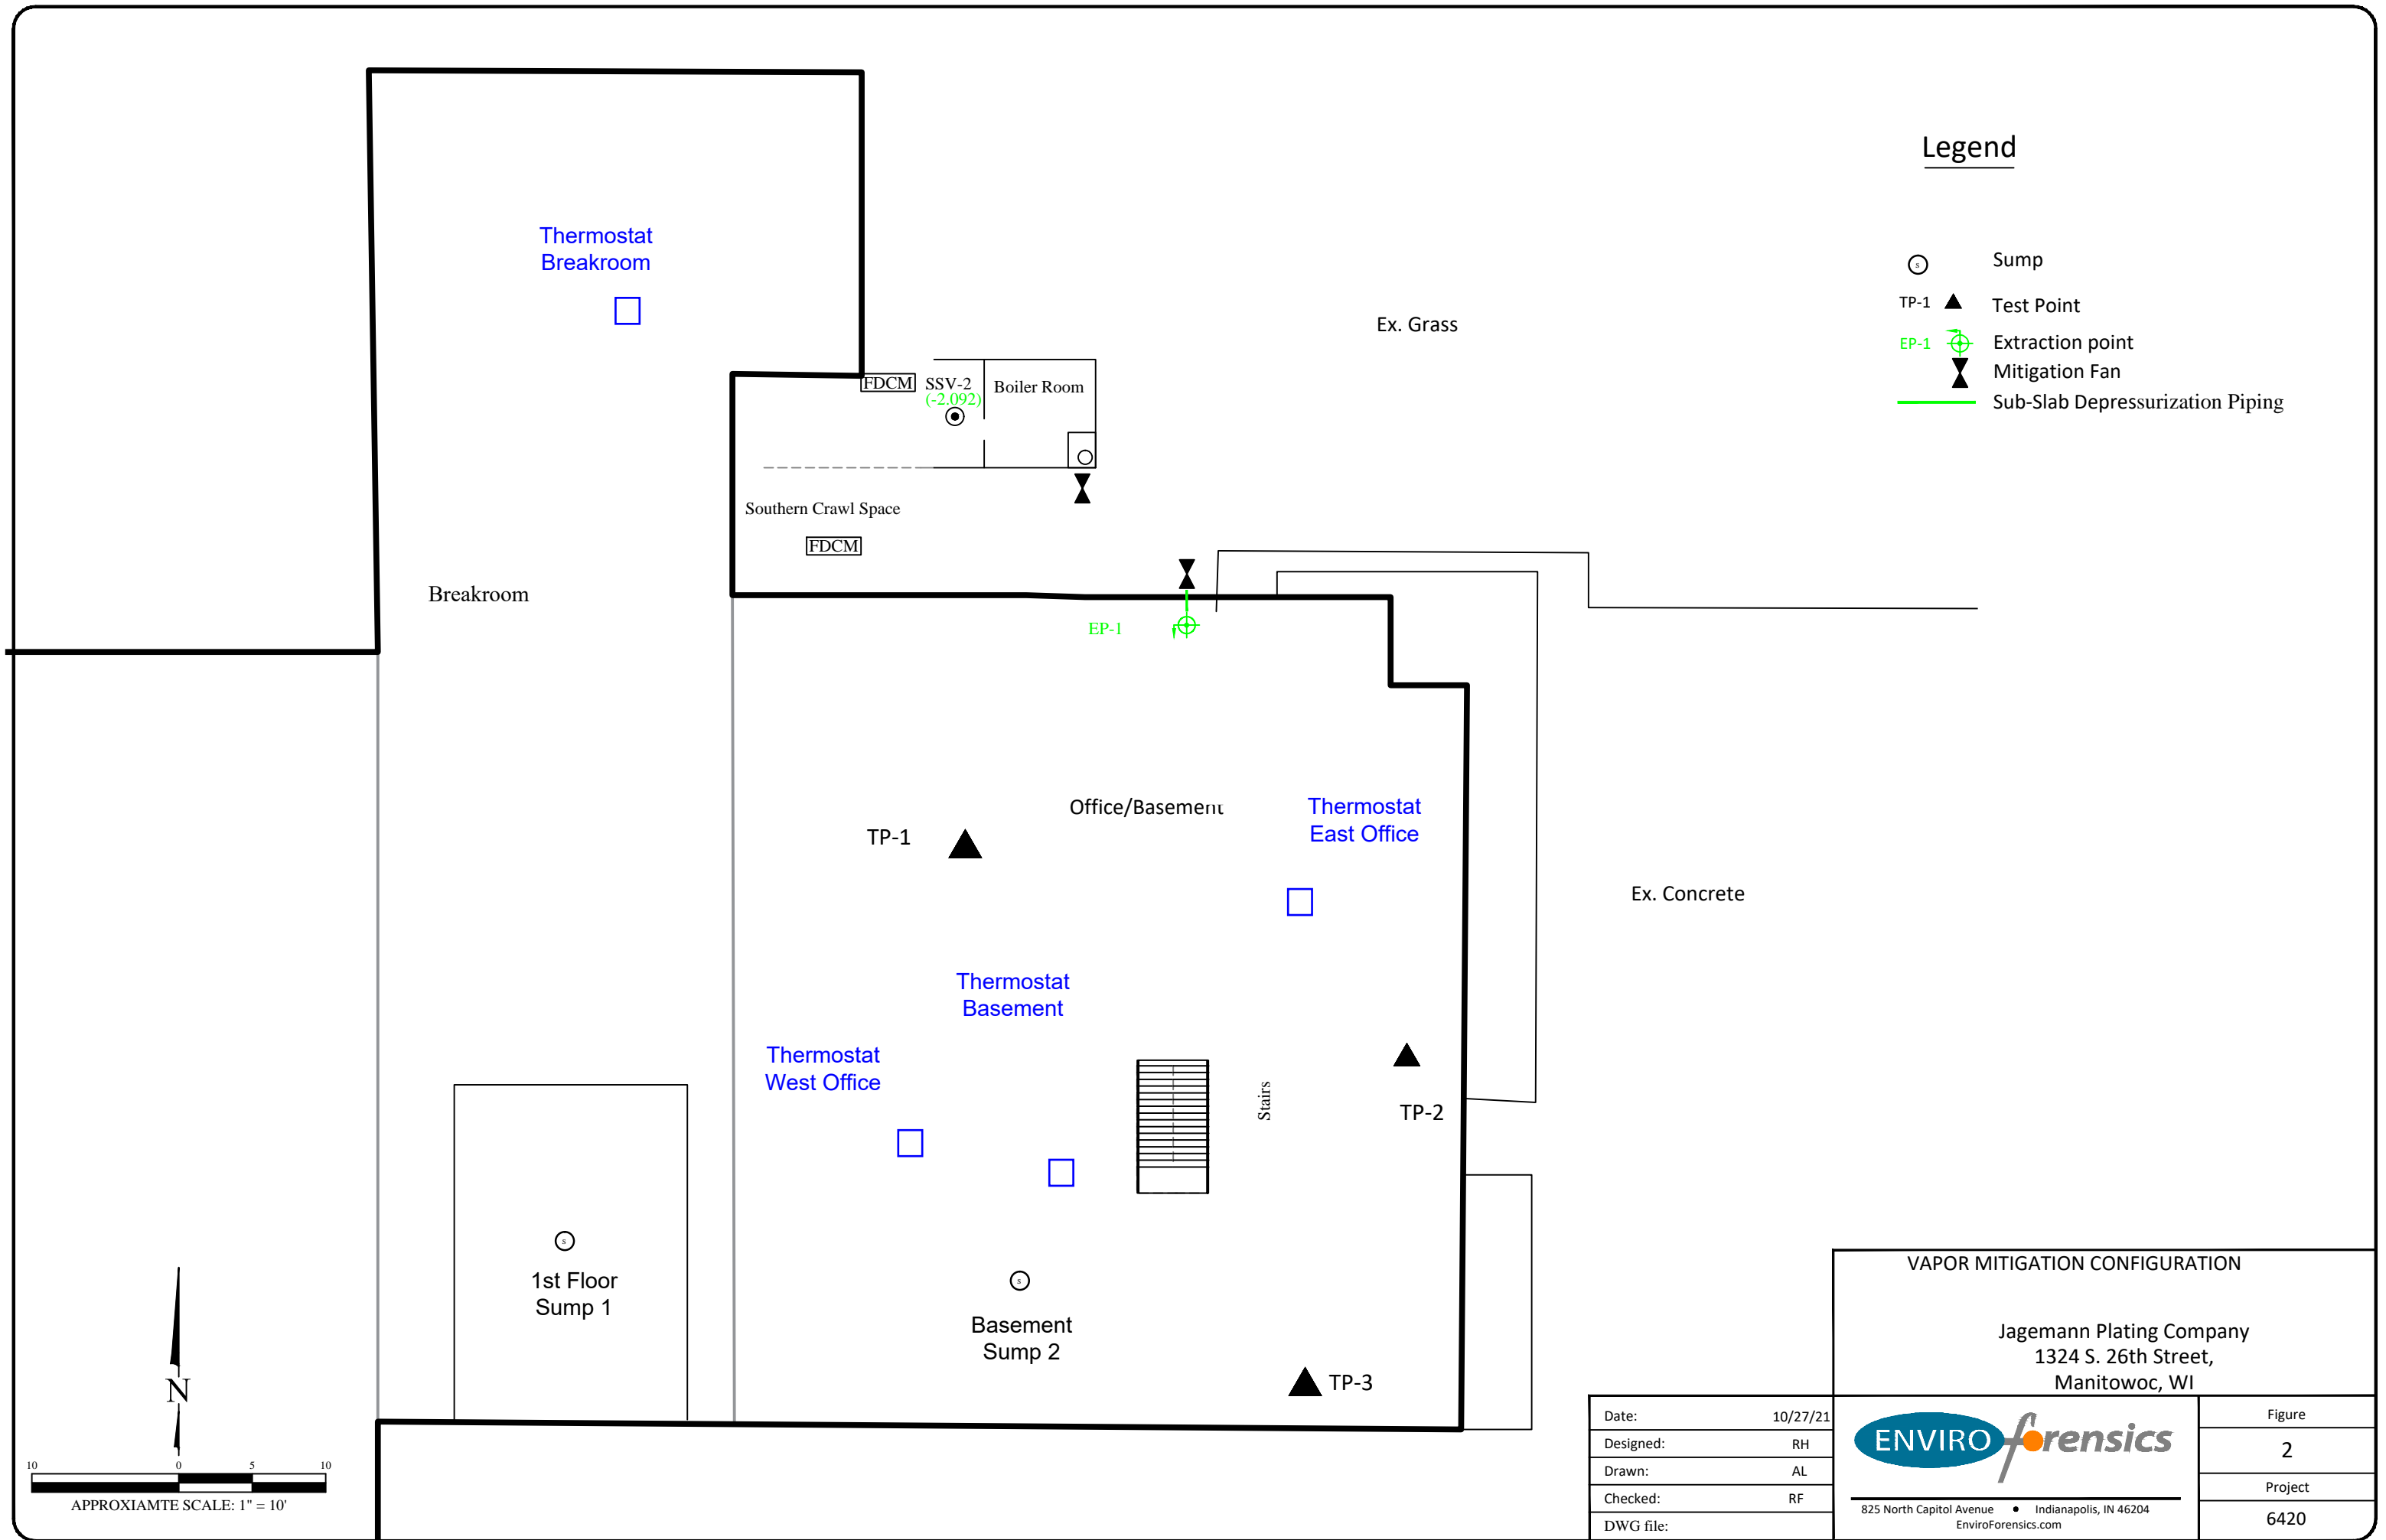 Legend
Thermostat
Breakroom
Ex. Grass
s
Sump
TP-1
Test Point
EP-1
Extraction point
Mitigation Fan
Sub-Slab Depressurization Piping
FDCM
SSV-2
(-2.092)
Boiler Room
Southern Crawl Space
FDCM
Breakroom
EP-1
Office/Basement
Thermostat
East Office
TP-1
Ex. Concrete
Thermostat
Basement
Thermostat
West Office
Stairs
TP-2
s
1st Floor
Sump 1
s
Basement
Sump 2
TP-3
N
10 0 5 10
APPROXIAMTE SCALE: 1" = 10'
VAPOR MITIGATION CONFIGURATION
Jagemann Plating Company
1324 S. 26th Street,
Manitowoc, WI
Date: 10/27/21
Designed: RH
Drawn: AL
Checked: RF
DWG file:
ENVIROforensics
825 North Capitol Avenue • Indianapolis, IN 46204
EnviroForensics.com
Figure
2
Project
6420